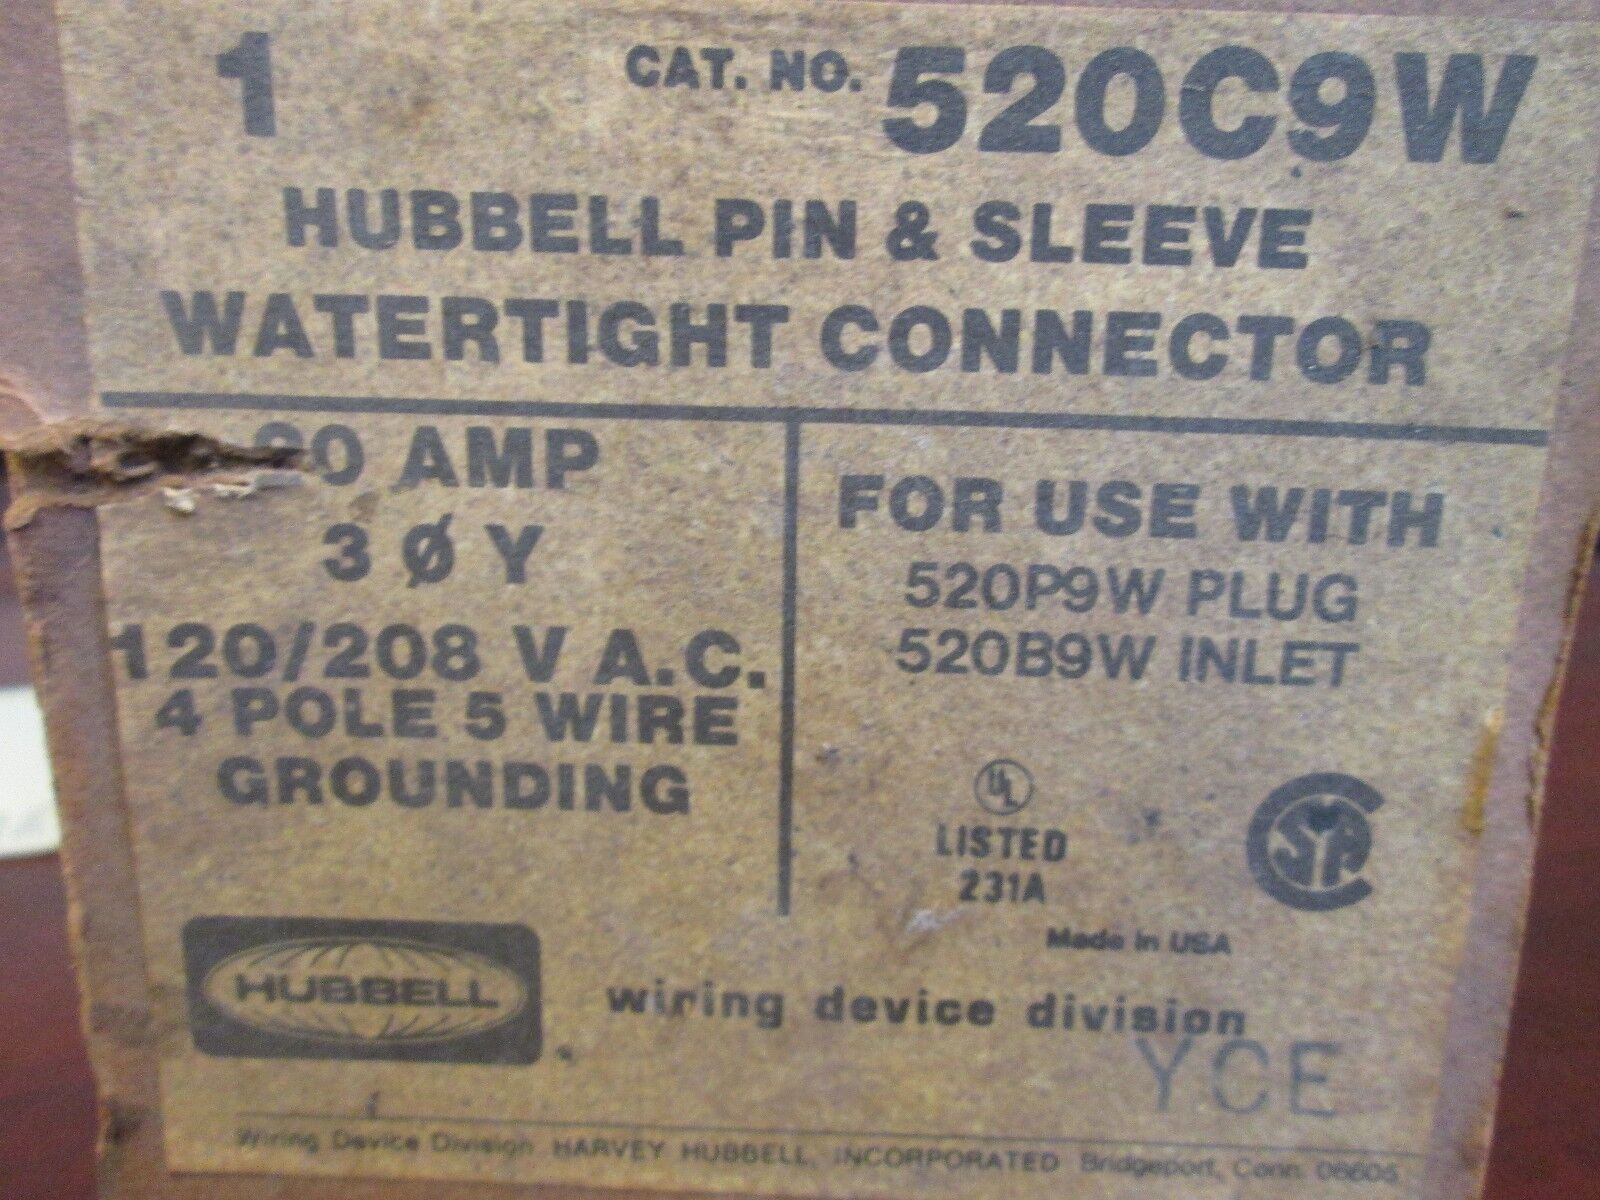 1 CAT. NO. 520C9W
HUBBELL PIN & SLEEVE
WATERTIGHT CONNECTOR
20 AMP
3 Ø Y
120/208 V A.C.
4 POLE 5 WIRE
GROUNDING
FOR USE WITH
520P9W PLUG
520B9W INLET
UL
LISTED
231A
Made in USA
HUBBELL
wiring device division
YCE
Wiring Device Division HARVEY HUBBELL, INCORPORATED Bridgeport, Conn. 06605